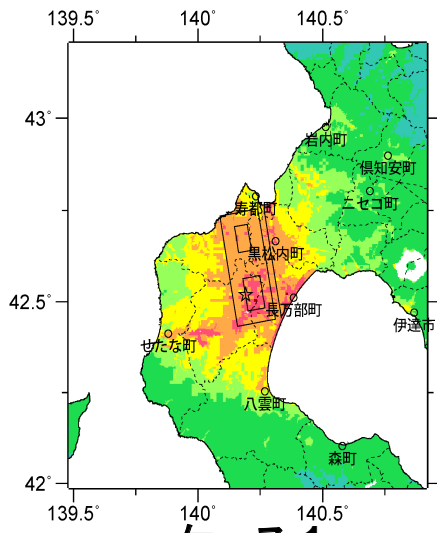 139.5° 140° 140.5°
43°
岩内町
倶知安町
ニセコ町
寿都町
黒松内町
42.5°
長万部町
伊達市
せたな町
八雲町
森町
42°
139.5° 140° 140.5°